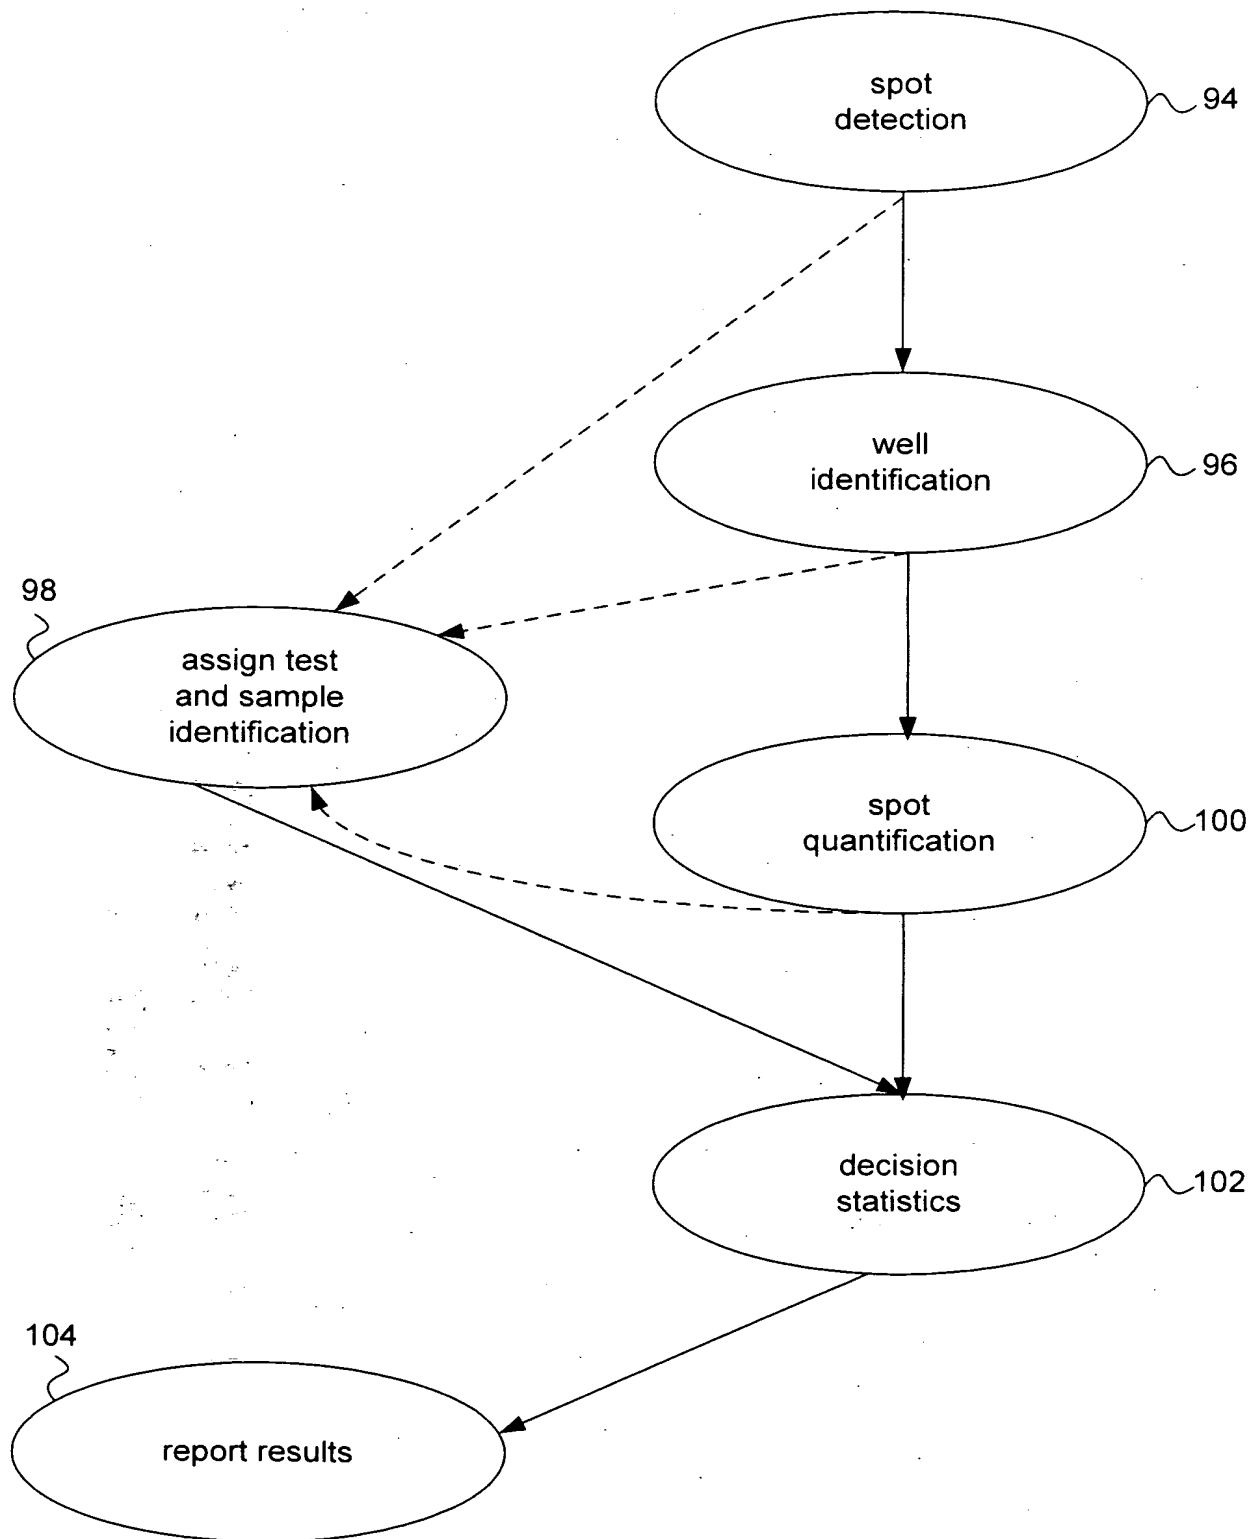 spot
detection
94
well
identification
96
98
assign test
and sample
identification
spot
quantification
100
decision
statistics
102
104
report results